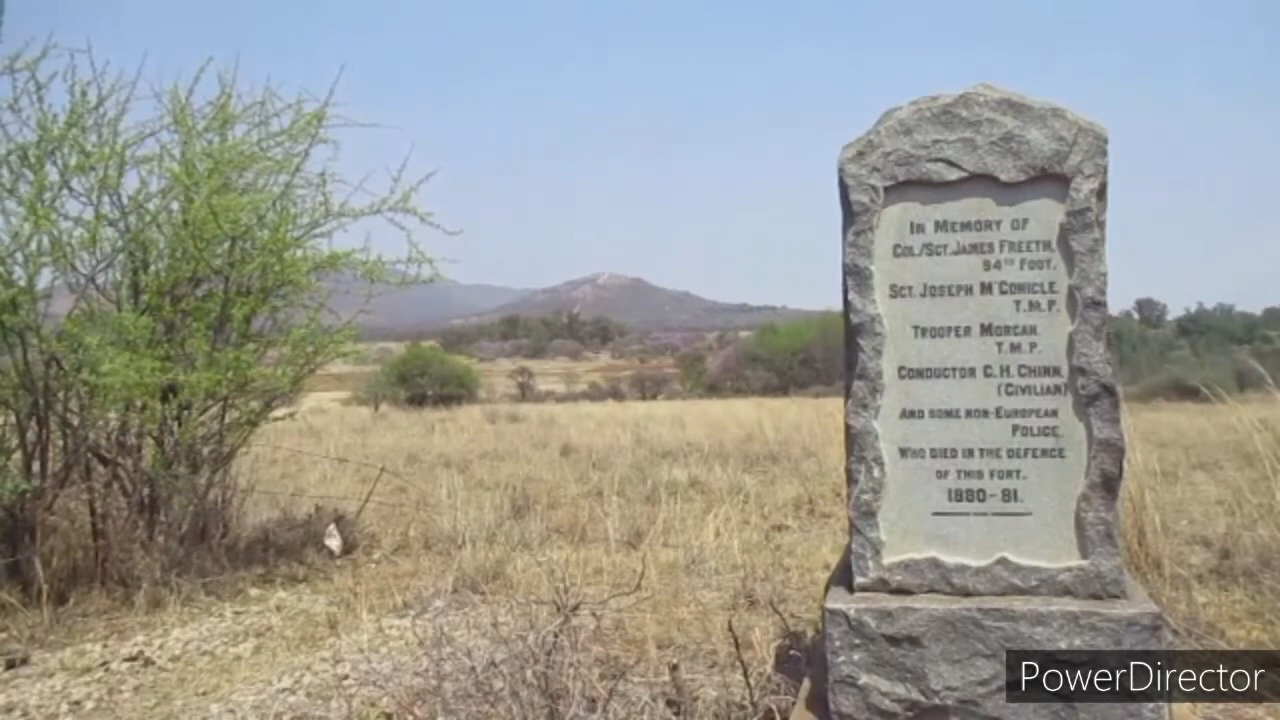 IN MEMORY OF
COL/SGT. JAMES FREETH,
94TH FOOT.
SGT. JOSEPH M'CONICLE.
T.M.P.
TROOPER MORGAN.
T.M.P.
CONDUCTOR G. H. CHINN.
(CIVILIAN)
AND SOME NON-EUROPEAN
POLICE.
WHO DIED IN THE DEFENCE
OF THIS FORT.
1880-81.
PowerDirector